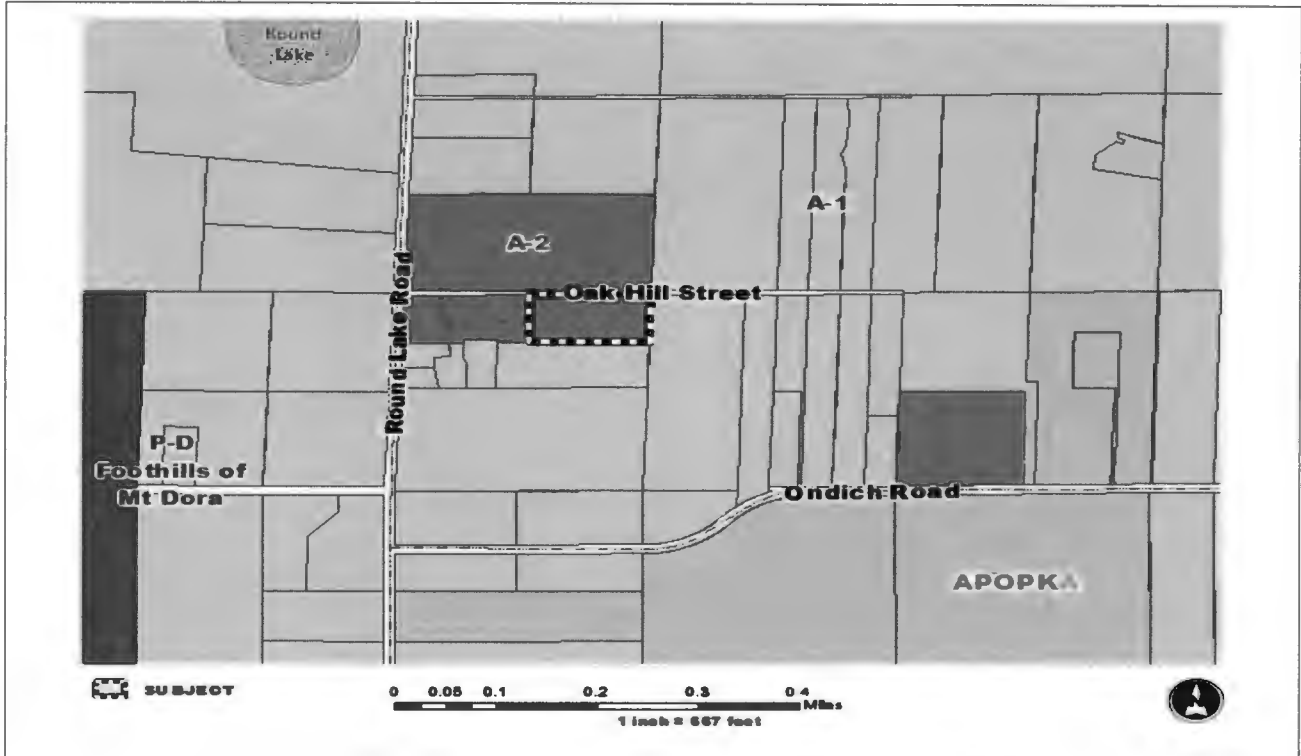 Round
Lake
A-1
A-2
Round Lake Road
Oak Hill Street
P-D
Foothills of
Mt Dora
Ondich Road
APOPKA
SUBJECT
0 0.05 0.1 0.2 0.3 0.4
Miles
1 inch = 667 feet